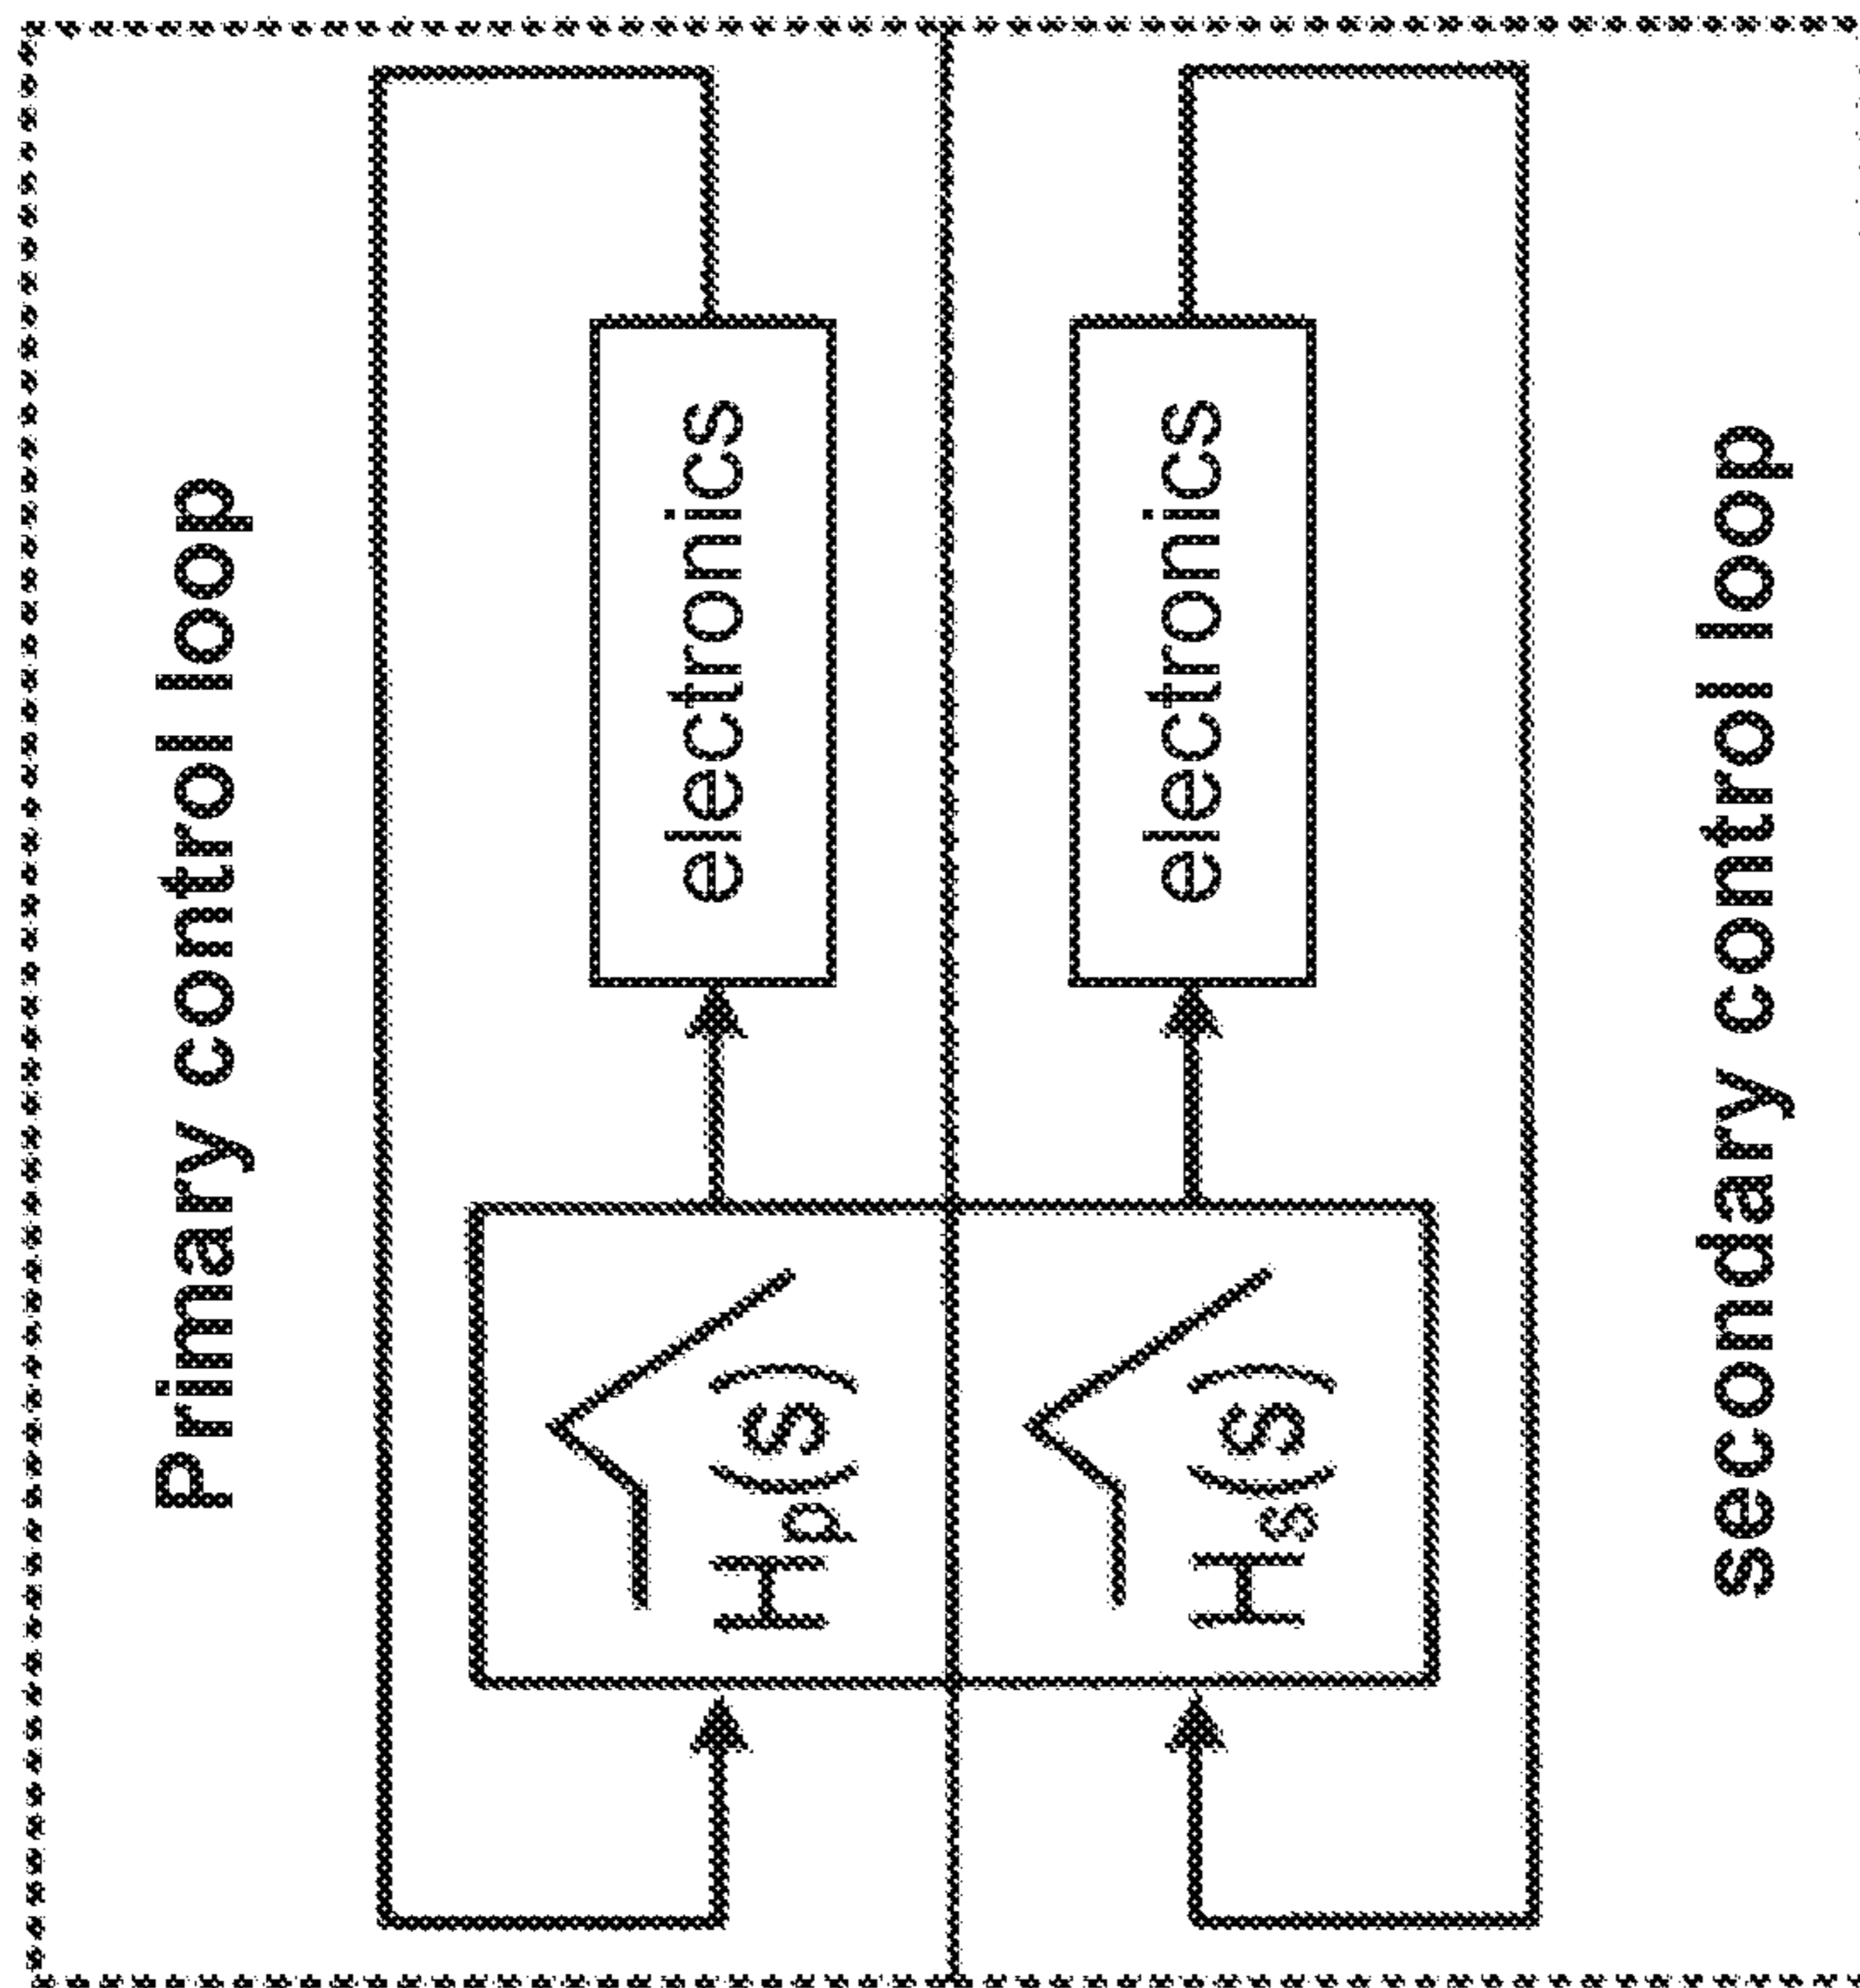 Primary control loop
Hp(s)
electronics
Hs(s)
electronics
secondary control loop